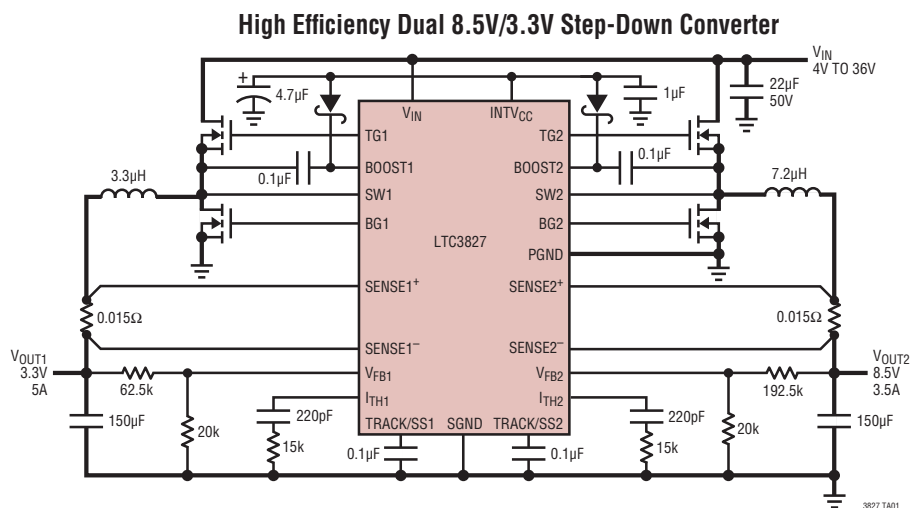 High Efficiency Dual 8.5V/3.3V Step-Down Converter
VIN
4V TO 36V
22µF
50V
+
4.7µF
1µF
VIN
INTVCC
TG1
TG2
0.1µF
BOOST1
BOOST2
0.1µF
3.3µH
7.2µH
SW1
SW2
BG1
BG2
LTC3827
PGND
SENSE1+
SENSE2+
0.015Ω
0.015Ω
SENSE1–
SENSE2–
VOUT1
3.3V
5A
62.5k
VFB1
VFB2
192.5k
VOUT2
8.5V
3.5A
ITH1
ITH2
150µF
20k
220pF
15k
TRACK/SS1
SGND
TRACK/SS2
0.1µF
0.1µF
220pF
15k
20k
150µF
3827 TA01